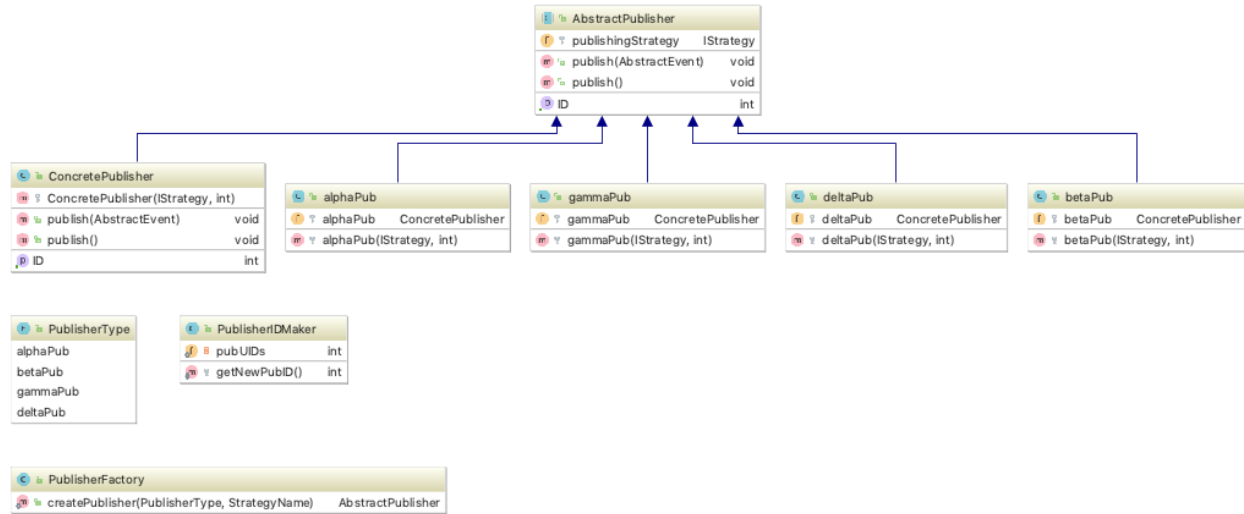 AbstractPublisher
publishingStrategy IStrategy
publish(AbstractEvent) void
publish() void
ID int
ConcretePublisher
ConcretePublisher(IStrategy, int)
publish(AbstractEvent) void
publish() void
ID int
alphaPub
alphaPub ConcretePublisher
alphaPub(IStrategy, int)
gammaPub
gammaPub ConcretePublisher
gammaPub(IStrategy, int)
deltaPub
deltaPub ConcretePublisher
deltaPub(IStrategy, int)
betaPub
betaPub ConcretePublisher
betaPub(IStrategy, int)
PublisherType
alphaPub
betaPub
gammaPub
deltaPub
PublisherIDMaker
pubUIDs int
getNewPubID() int
PublisherFactory
createPublisher(PublisherType, StrategyName) AbstractPublisher